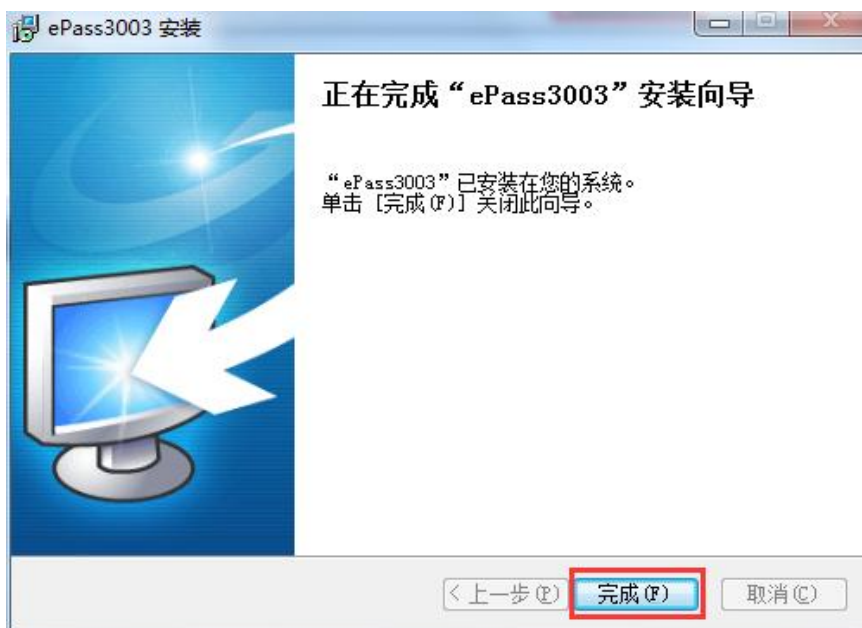 ePass3003 安装
正在完成“ePass3003”安装向导
“ePass3003”已安装在您的系统。
单击 [完成(F)] 关闭此向导。
<上一步(P) 完成(F) 取消(C)